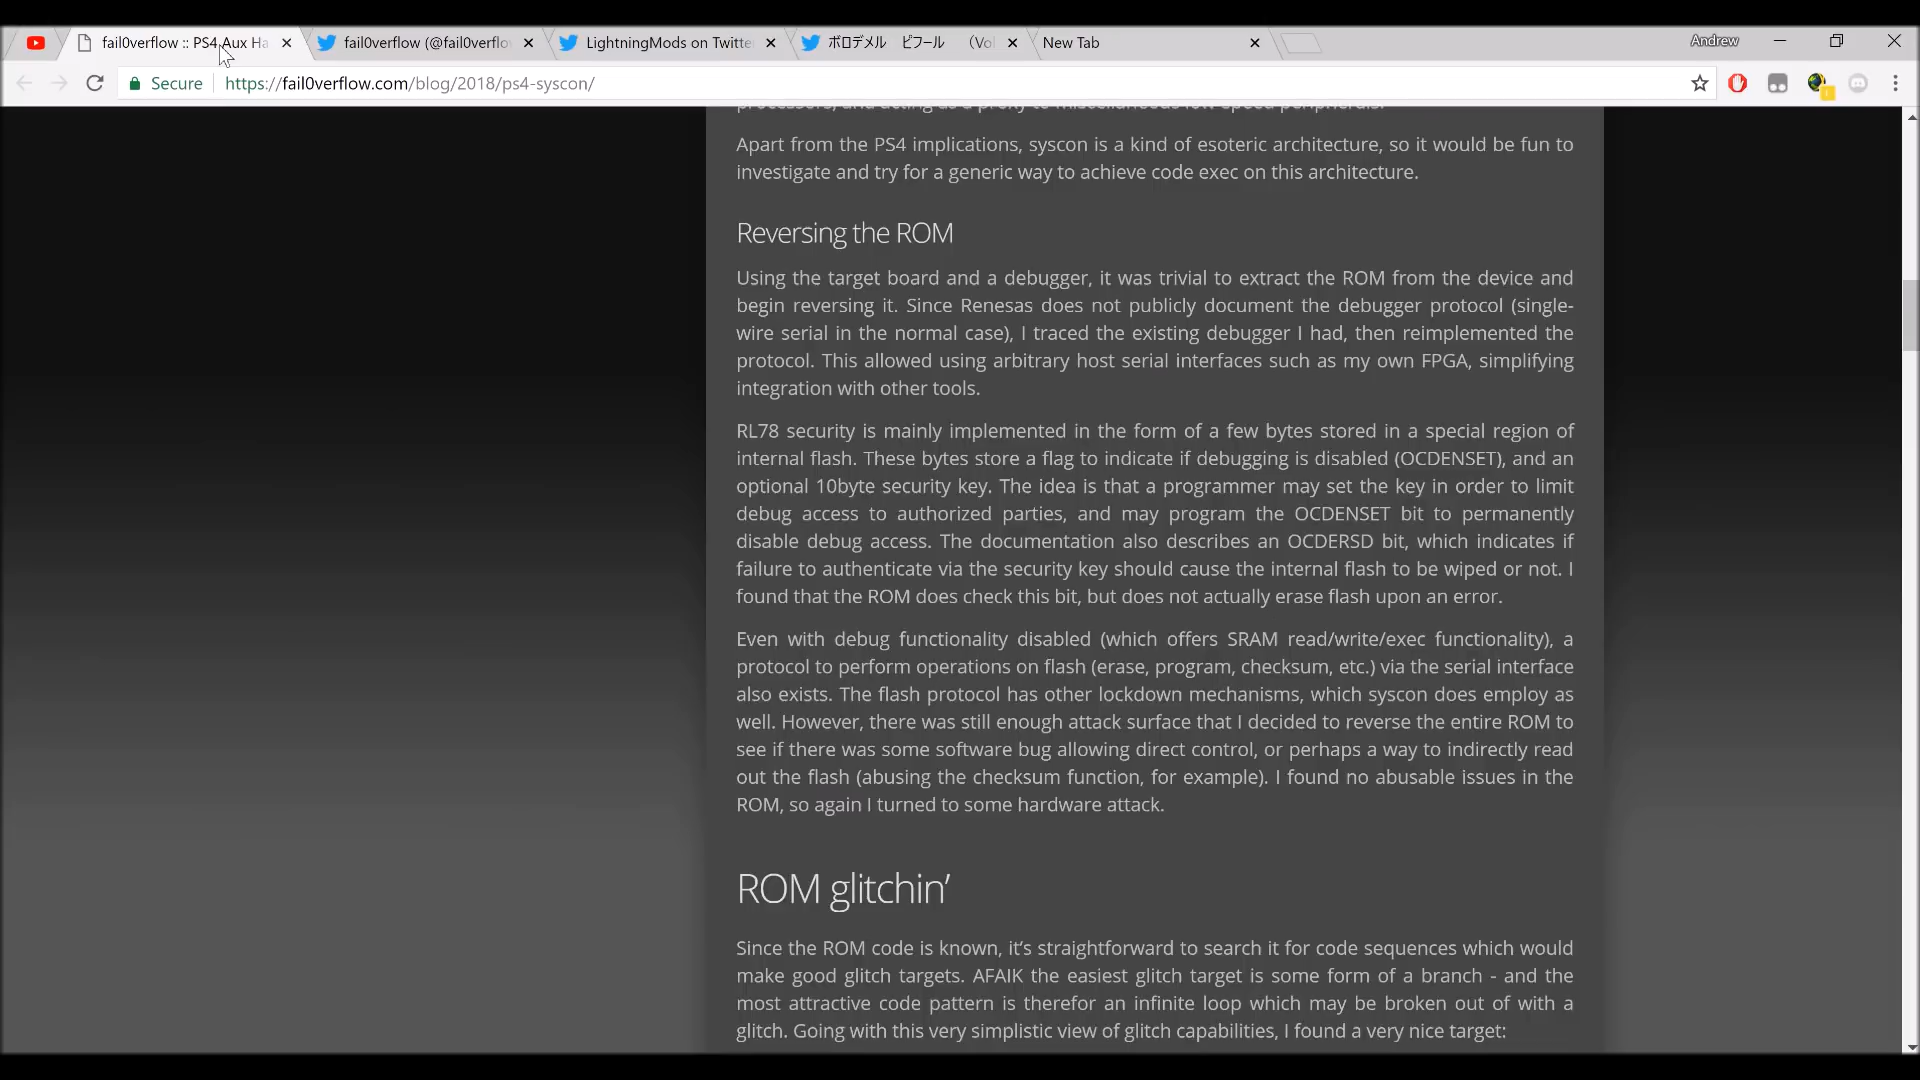 fail0verflow :: PS4 Aux Ha
fail0verflow (@fail0verflo
LightningMods on Twitte
ボロデメル ピフール (Vol
New Tab
Andrew
Secure https://fail0verflow.com/blog/2018/ps4-syscon/
processors, and acting as a proxy to miscellaneous low-speed peripherals.
Apart from the PS4 implications, syscon is a kind of esoteric architecture, so it would be fun to
investigate and try for a generic way to achieve code exec on this architecture.
Reversing the ROM
Using the target board and a debugger, it was trivial to extract the ROM from the device and
begin reversing it. Since Renesas does not publicly document the debugger protocol (single-
wire serial in the normal case), I traced the existing debugger I had, then reimplemented the
protocol. This allowed using arbitrary host serial interfaces such as my own FPGA, simplifying
integration with other tools.
RL78 security is mainly implemented in the form of a few bytes stored in a special region of
internal flash. These bytes store a flag to indicate if debugging is disabled (OCDENSET), and an
optional 10byte security key. The idea is that a programmer may set the key in order to limit
debug access to authorized parties, and may program the OCDENSET bit to permanently
disable debug access. The documentation also describes an OCDERSD bit, which indicates if
failure to authenticate via the security key should cause the internal flash to be wiped or not. I
found that the ROM does check this bit, but does not actually erase flash upon an error.
Even with debug functionality disabled (which offers SRAM read/write/exec functionality), a
protocol to perform operations on flash (erase, program, checksum, etc.) via the serial interface
also exists. The flash protocol has other lockdown mechanisms, which syscon does employ as
well. However, there was still enough attack surface that I decided to reverse the entire ROM to
see if there was some software bug allowing direct control, or perhaps a way to indirectly read
out the flash (abusing the checksum function, for example). I found no abusable issues in the
ROM, so again I turned to some hardware attack.
ROM glitchin’
Since the ROM code is known, it’s straightforward to search it for code sequences which would
make good glitch targets. AFAIK the easiest glitch target is some form of a branch - and the
most attractive code pattern is therefor an infinite loop which may be broken out of with a
glitch. Going with this very simplistic view of glitch capabilities, I found a very nice target: